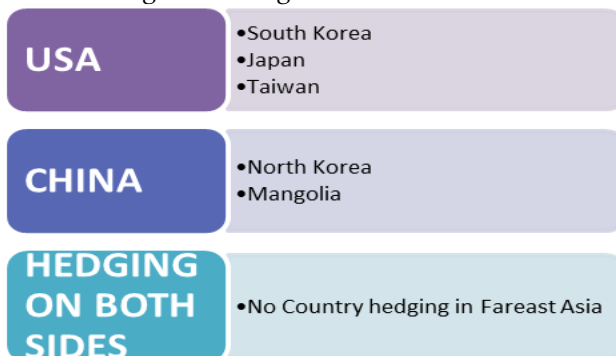 USA
•South Korea
•Japan
•Taiwan
CHINA
•North Korea
•Mangolia
HEDGING
ON BOTH
SIDES
•No Country hedging in Fareast Asia